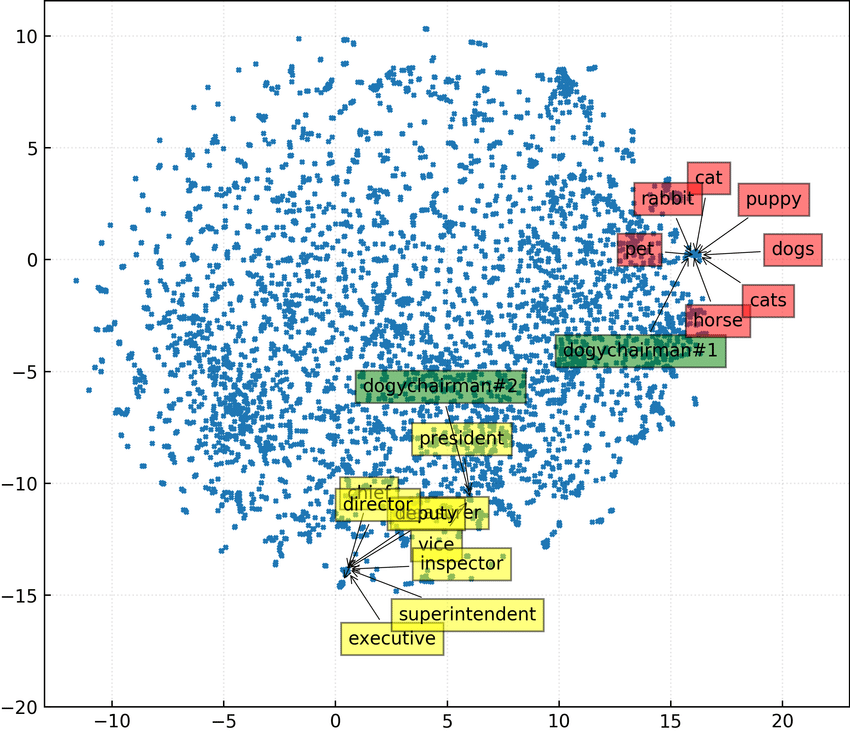 10
5
0
−5
−10
−15
−20
−10
−5
0
5
10
15
20
cat
rabbit
puppy
pet
dogs
cats
horse
dogychairman#1
dogychairman#2
president
chief
director
deputy
vice
inspector
superintendent
executive